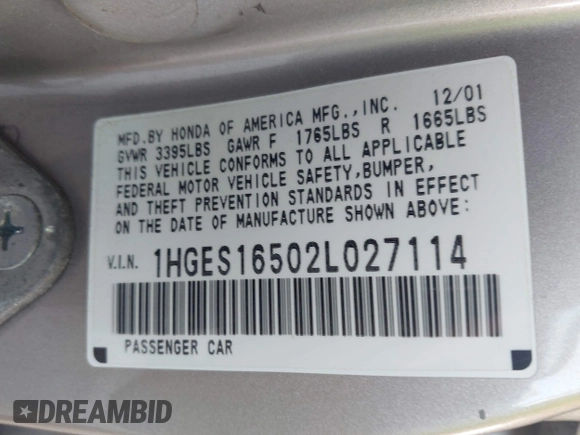 MFD.BY HONDA OF AMERICA MFG.,INC. 12/01
GVWR 3395LBS GAWR F 1765LBS R 1665LBS
THIS VEHICLE CONFORMS TO ALL APPLICABLE
FEDERAL MOTOR VEHICLE SAFETY,BUMPER,
AND THEFT PREVENTION STANDARDS IN EFFECT
ON THE DATE OF MANUFACTURE SHOWN ABOVE:
V.I.N. 1HGES16502L027114
PASSENGER CAR
DREAMBID